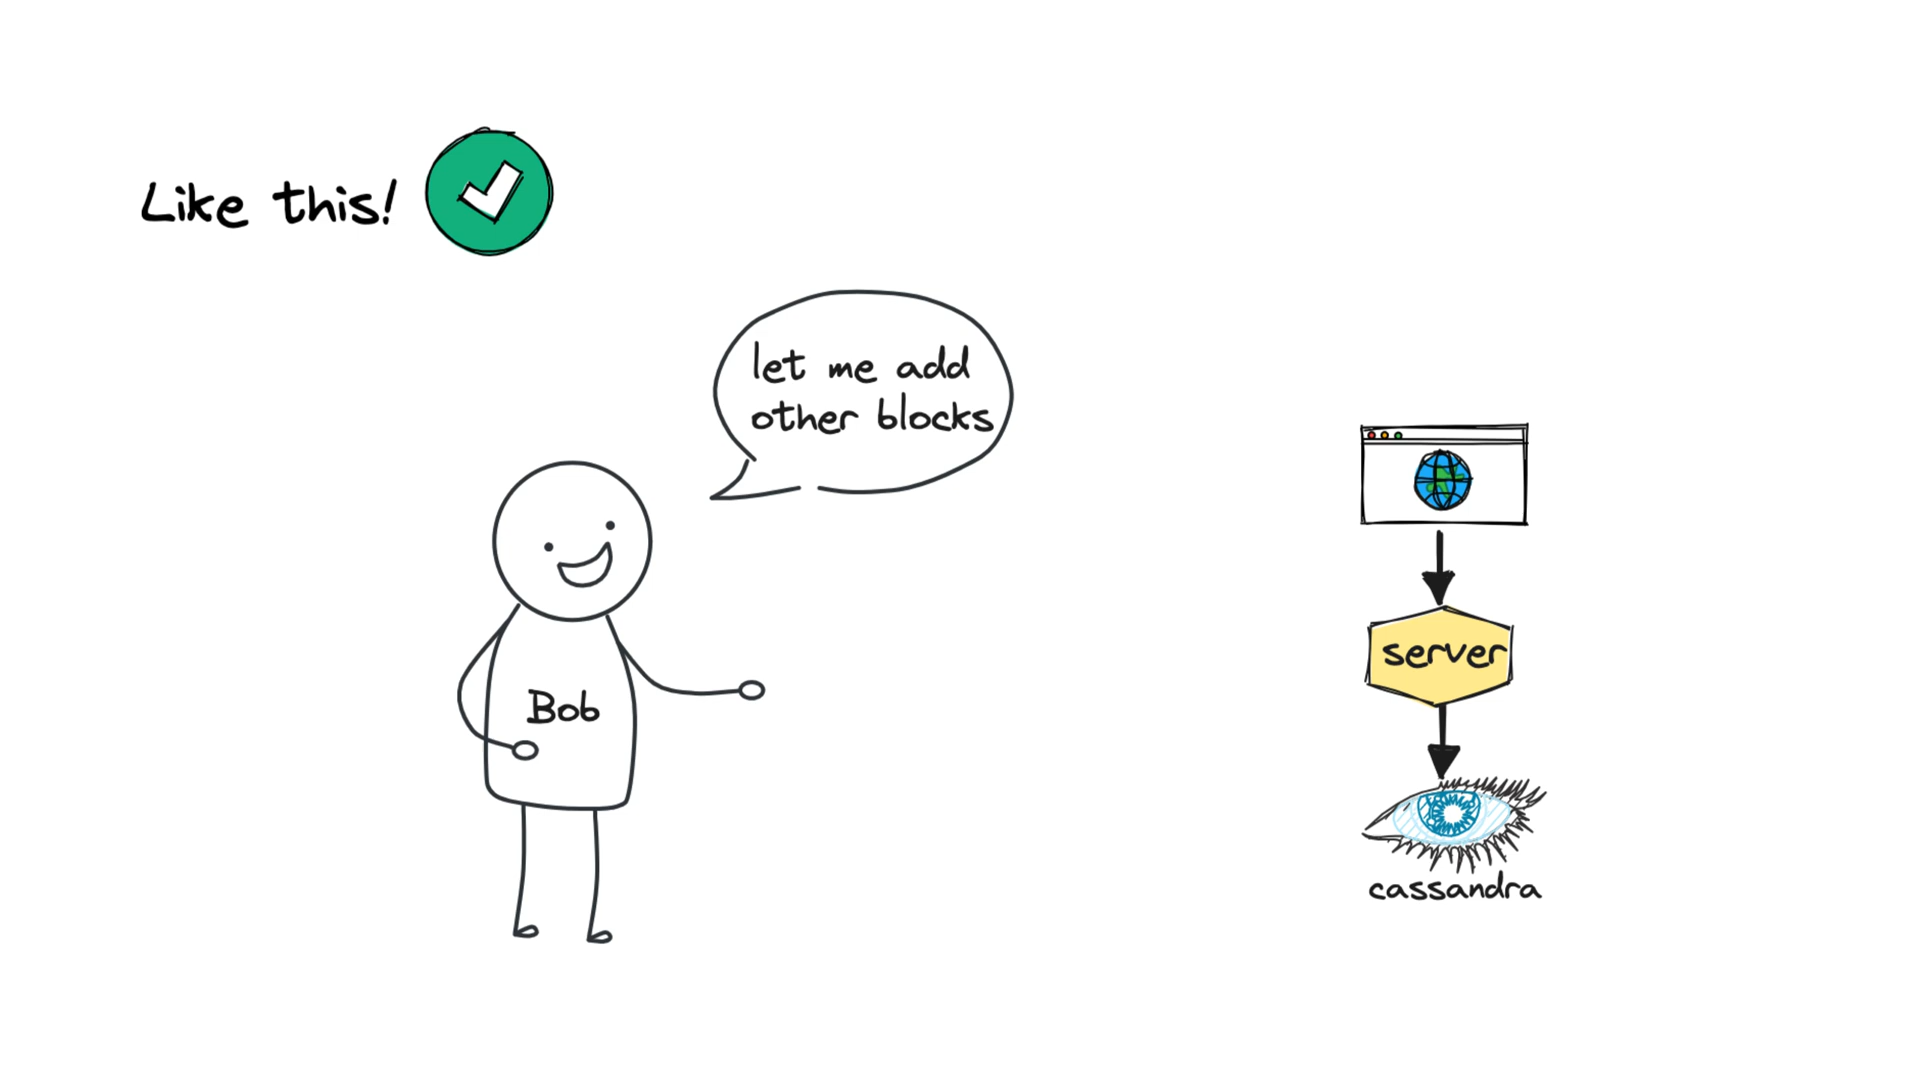 Like this!
let me add
other blocks
Bob
server
cassandra